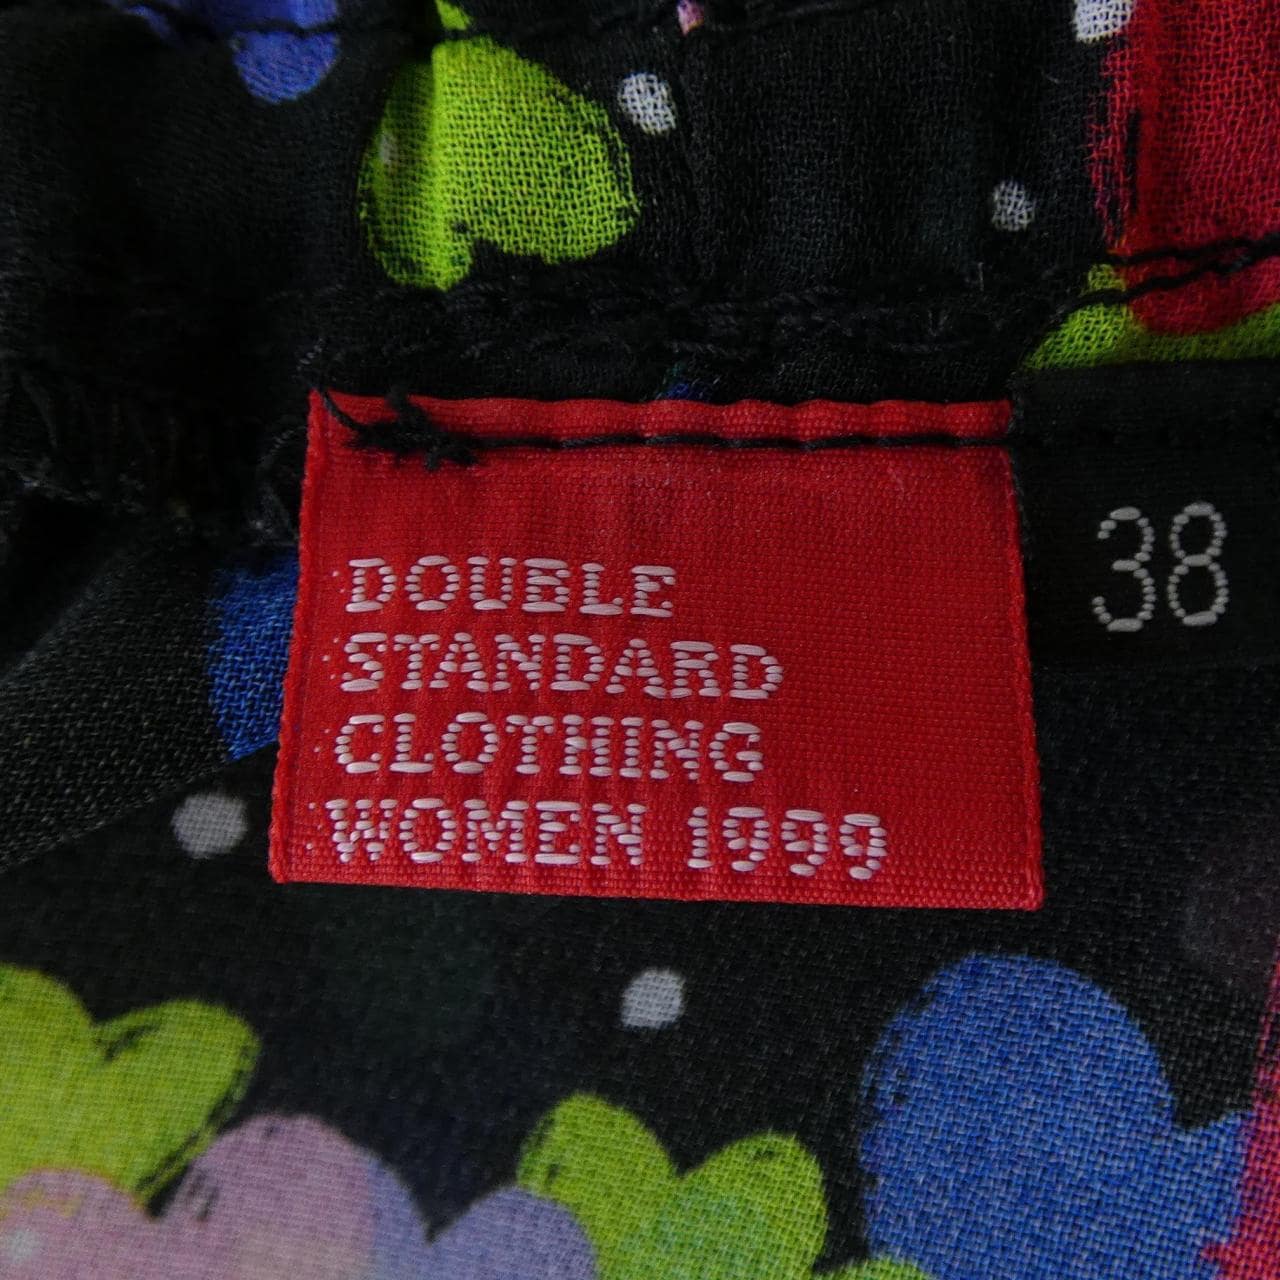 DOUBLE
STANDARD
CLOTHING
WOMEN 1999
38